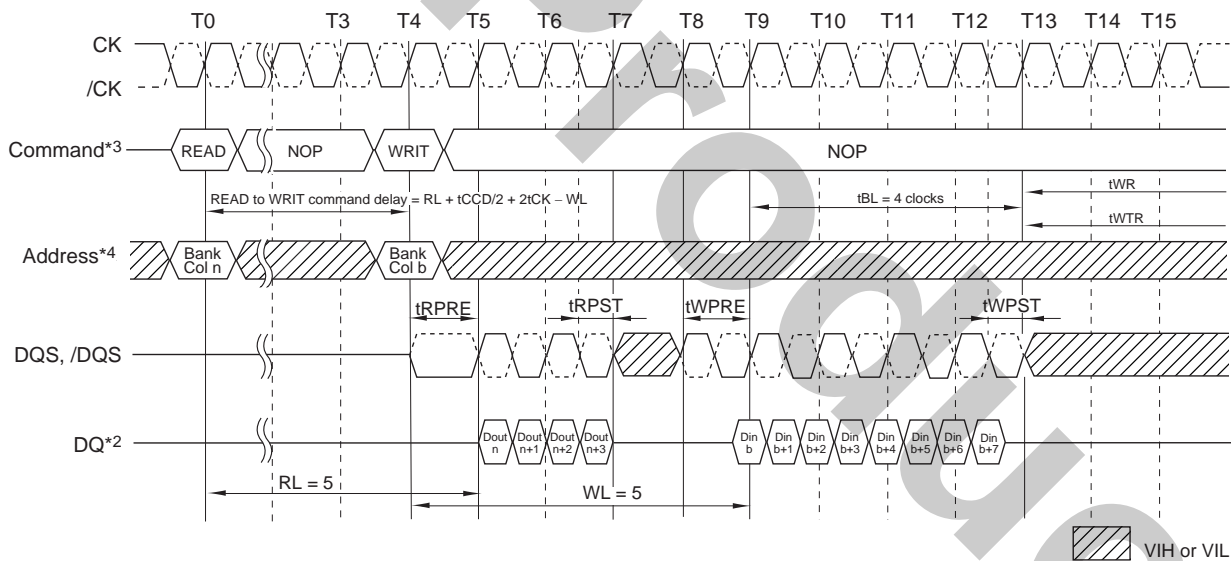 T0 T3 T4 T5 T6 T7 T8 T9 T10 T11 T12 T13 T14 T15
CK
/CK
Command*3 READ NOP WRIT NOP
READ to WRIT command delay = RL + tCCD/2 + 2tCK – WL
tBL = 4 clocks
tWR
tWTR
Address*4 Bank Col n Bank Col b
tRPRE tRPST tWPRE tWPST
DQS, /DQS
DQ*2 Dout n Dout n+1 Dout n+2 Dout n+3 Din b Din b+1 Din b+2 Din b+3 Din b+4 Din b+5 Din b+6 Din b+7
RL = 5
WL = 5
VIH or VIL